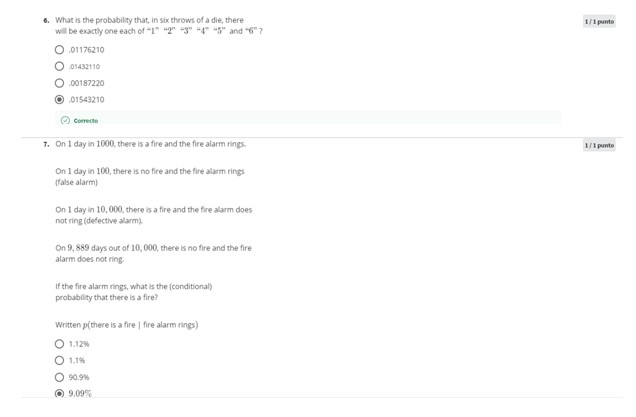 6. What is the probability that, in six throws of a die, there
1 / 1 punto
will be exactly one each of "1" "2" "3" "4" "5" and "6" ?
.01176210
.01432110
.00187220
.01543210
Correcto
7. On 1 day in 1000, there is a fire and the fire alarm rings.
1 / 1 punto
On 1 day in 100, there is no fire and the fire alarm rings
(false alarm)
On 1 day in 10, 000, there is a fire and the fire alarm does
not ring (defective alarm).
On 9, 889 days out of 10, 000, there is no fire and the fire
alarm does not ring.
If the fire alarm rings, what is the (conditional)
probability that there is a fire?
Written p(there is a fire | fire alarm rings)
1.12%
1.1%
90.9%
9.09%